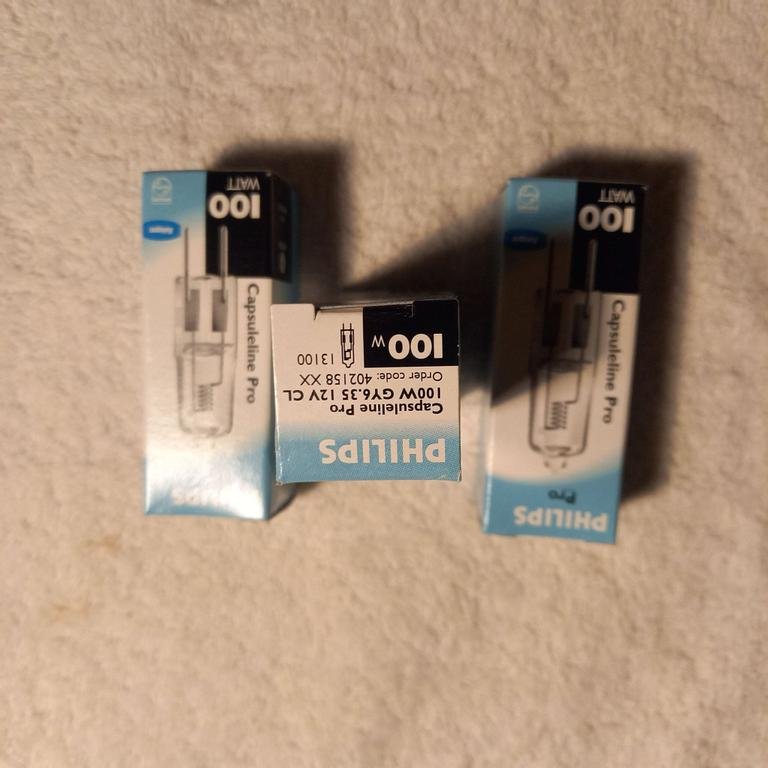 PHILIPS
Capsuleline Pro
100
WATT
PHILIPS
Capsuleline Pro
100W GY6.35 12V CL
Order code: 402158 XX
13100
100W
PHILIPS
Pro
Capsuleline Pro
100
WATT